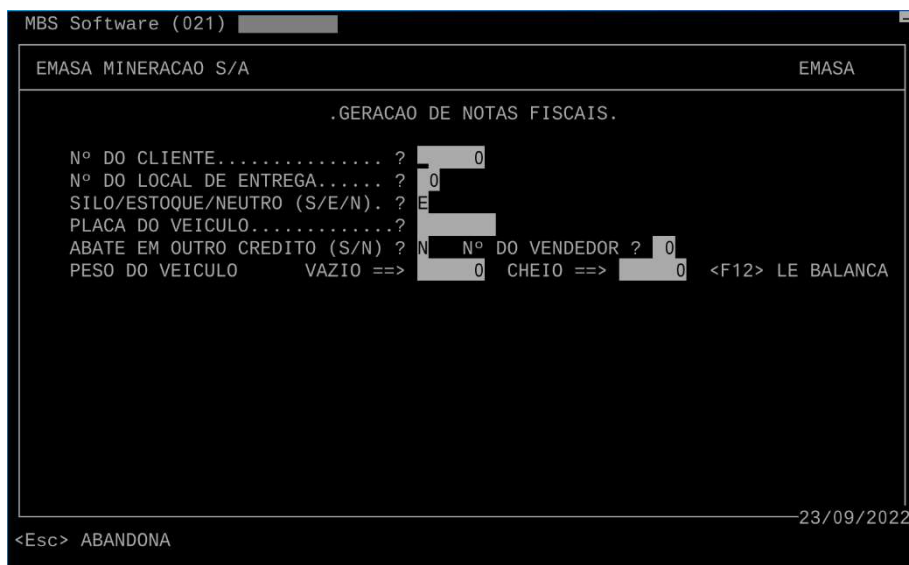 MBS Software (021)
EMASA MINERACAO S/A EMASA
.GERACAO DE NOTAS FISCAIS.
Nº DO CLIENTE............... ? 0
Nº DO LOCAL DE ENTREGA...... ? 0
SILO/ESTOQUE/NEUTRO (S/E/N). ? E
PLACA DO VEICULO..............?
ABATE EM OUTRO CREDITO (S/N) ? N Nº DO VENDEDOR ? 0
PESO DO VEICULO VAZIO ==> 0 CHEIO ==> 0 <F12> LE BALANCA
23/09/2022
<Esc> ABANDONA